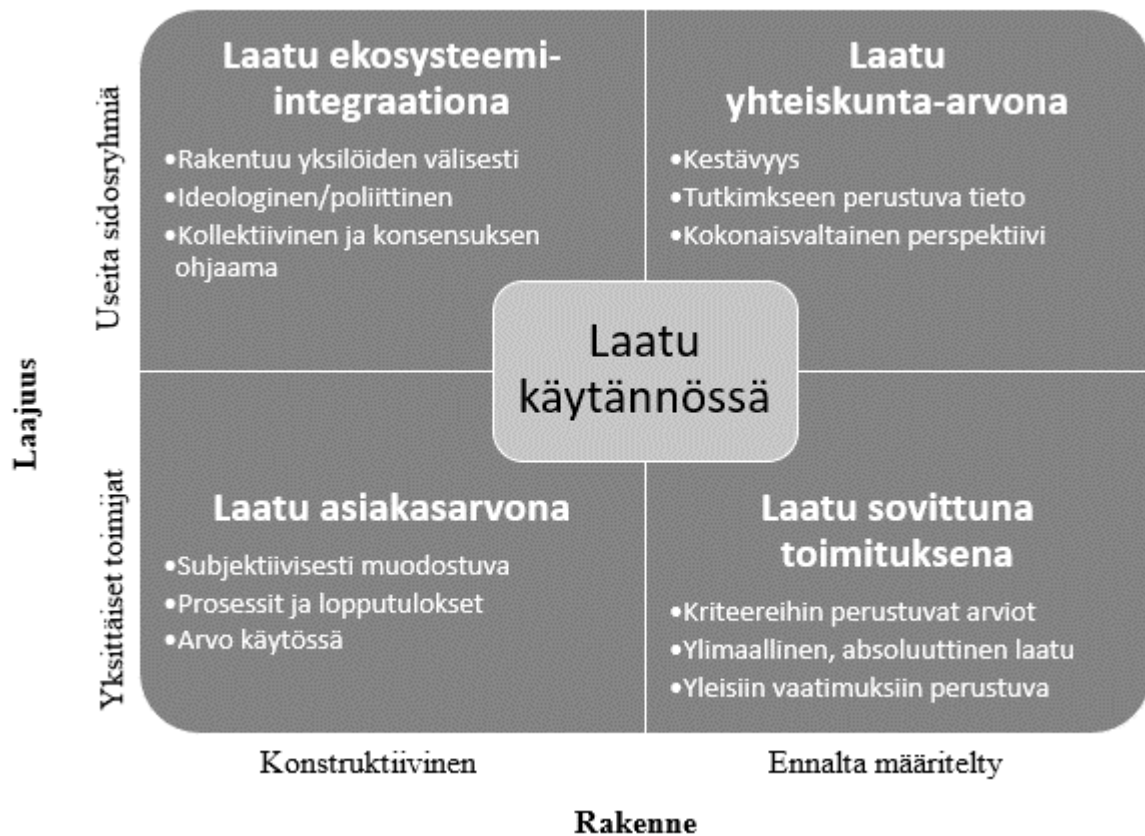 Laatu ekosysteemi-
integraationa
•Rakentuu yksilöiden välisesti
•Ideologinen/poliittinen
•Kollektiivinen ja konsensuksen
ohjaama
Laatu
yhteiskunta-arvona
•Kestävyys
•Tutkimkseen perustuva tieto
•Kokonaisvaltainen perspektiivi
Laatu
käytännössä
Laatu asiakasarvona
•Subjektiivisesti muodostuva
•Prosessit ja lopputulokset
•Arvo käytössä
Laatu sovittuna
toimituksena
•Kriteereihin perustuvat arviot
•Ylimaallinen, absoluuttinen laatu
•Yleisiin vaatimuksiin perustuva
Laajuus
Useita sidosryhmiä
Yksittäiset toimijat
Konstruktiivinen
Ennalta määritelty
Rakenne